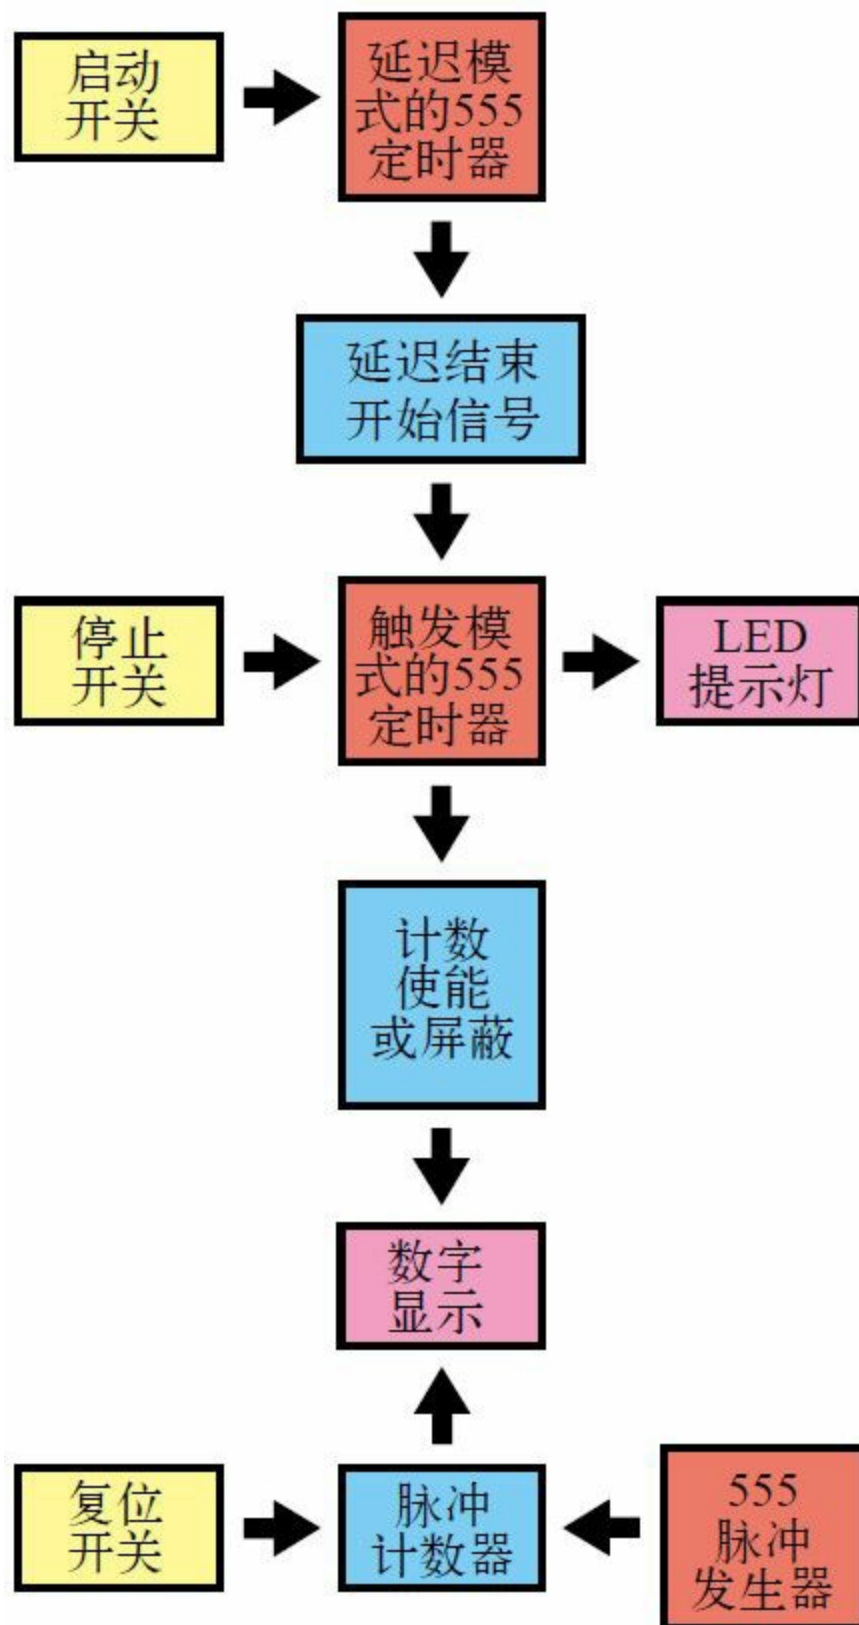 启动
开关
延迟模
式的555
定时器
延迟结束
开始信号
停止
开关
触发模
式的555
定时器
LED
提示灯
计数
使能
或屏蔽
数字
显示
复位
开关
脉冲
计数器
555
脉冲
发生器